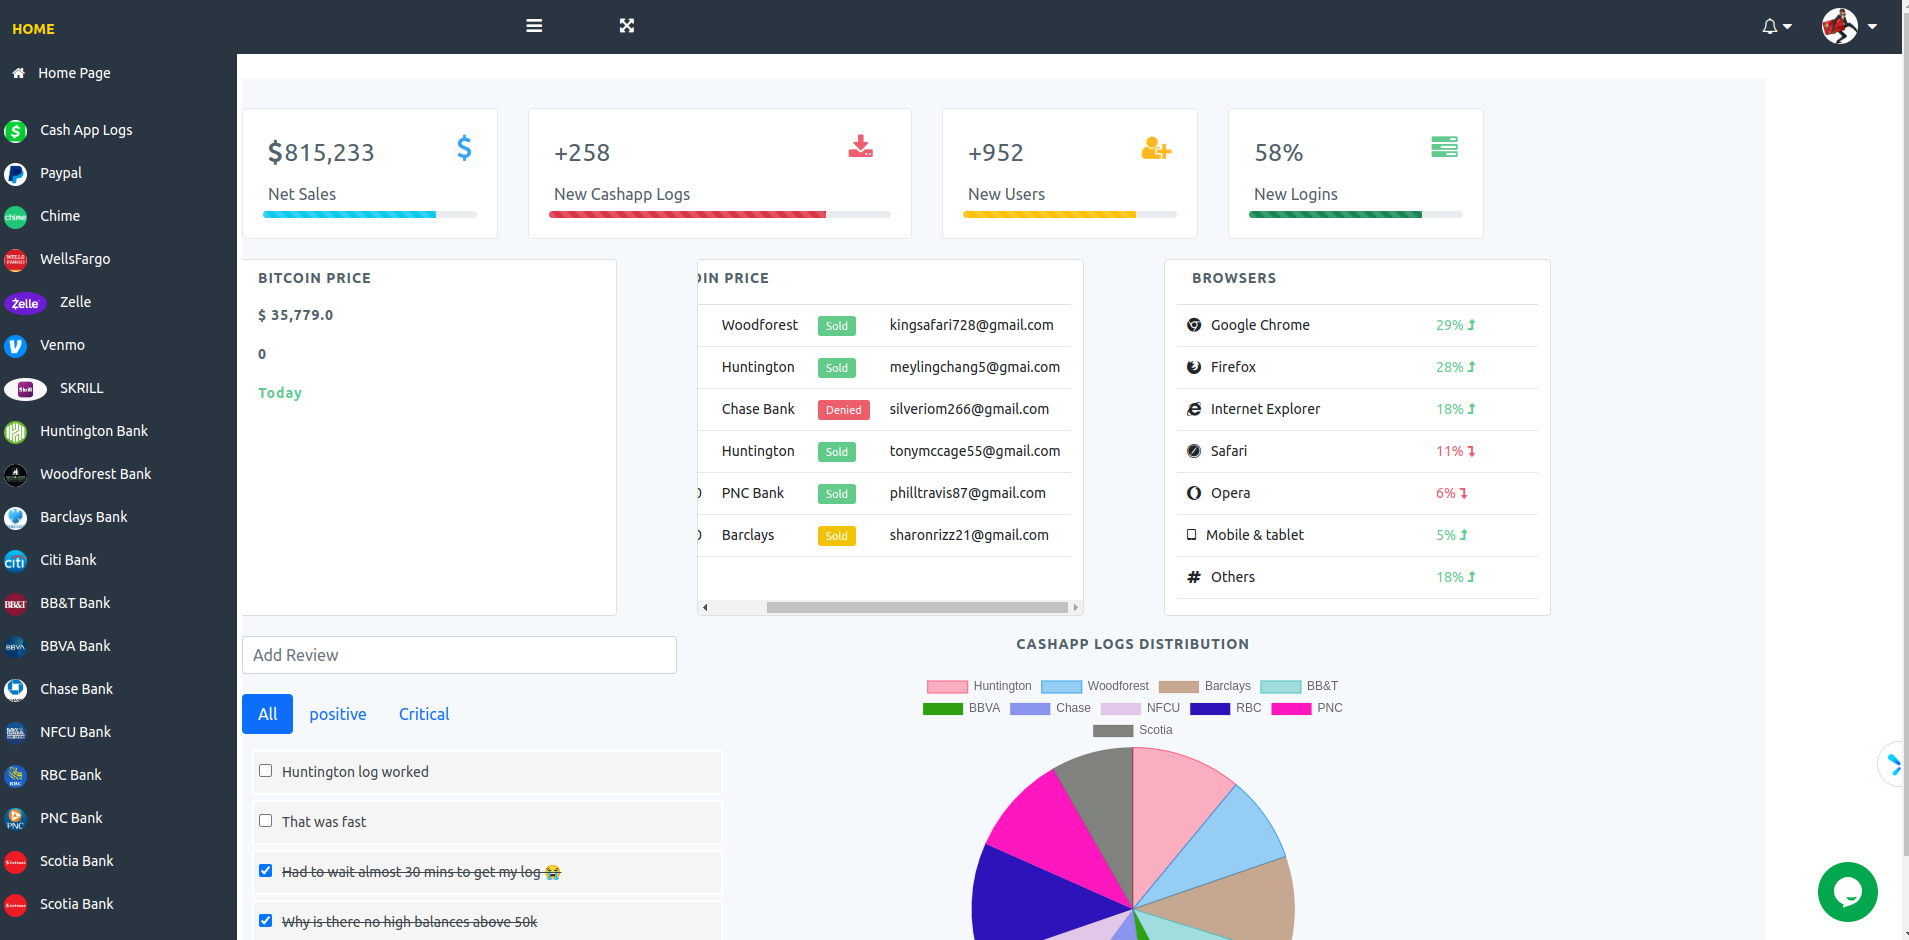 HOME
Home Page
Cash App Logs
Paypal
Chime
WellsFargo
Zelle
Venmo
SKRILL
Huntington Bank
Woodforest Bank
Barclays Bank
Citi Bank
BB&T Bank
BBVA Bank
Chase Bank
NFCU Bank
RBC Bank
PNC Bank
Scotia Bank
Scotia Bank
$815,233
Net Sales
+258
New Cashapp Logs
+952
New Users
58%
New Logins
BITCOIN PRICE
$ 35,779.0
0
Today
OIN PRICE
Woodforest Sold kingsafari728@gmail.com
Huntington Sold meylingchang5@gmai.com
Chase Bank Denied silveriom266@gmail.com
Huntington Sold tonymccage55@gmail.com
0 PNC Bank Sold philltravis87@gmail.com
0 Barclays Sold sharonrizz21@gmail.com
BROWSERS
Google Chrome 29%
Firefox 28%
Internet Explorer 18%
Safari 11%
Opera 6%
Mobile & tablet 5%
Others 18%
Add Review
All positive Critical
Huntington log worked
That was fast
Had to wait almost 30 mins to get my log 😭
Why is there no high balances above 50k
CASHAPP LOGS DISTRIBUTION
Huntington Woodforest Barclays BB&T
BBVA Chase NFCU RBC PNC
Scotia